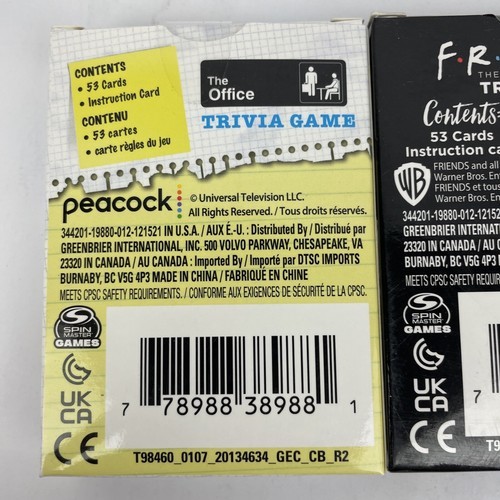 CONTENTS
• 53 Cards
• Instruction Card
CONTENU
• 53 cartes
• carte règles du jeu
The
Office
TRIVIA GAME
peacock
© Universal Television LLC.
All Rights Reserved. / Tous droits réservés.
344201-19880-012-121521 IN U.S.A. / AUX É.-U. : Distributed By / Distribué par
GREENBRIER INTERNATIONAL, INC. 500 VOLVO PARKWAY, CHESAPEAKE, VA
23320 IN CANADA / AU CANADA : Imported by / Importé par DTSC IMPORTS
BURNABY, BC V5G 4P3 MADE IN CHINA / FABRIQUÉ EN CHINE
MEETS CPSC SAFETY REQUIREMENTS. / CONFORME AUX EXIGENCES DE SÉCURITÉ DE LA CPSC.
SPIN
MASTER
GAMES
UK
CA
CE
7 78988 38988 1
T98460_0107_20134634_GEC_CB_R2
F·R
THE
TR
Contents
53 Cards
Instruction ca
WB
FRIENDS and all
Warner Bros. En
FRIENDS et tous
Warner Bros. En
344201-19880-012
GREENBRIER INTE
23320 IN CANADA / AU
BURNABY, BC V5G 4P3
MEETS CPSC SAFETY REQUIRE
SPIN
MASTER
GAMES
UK
CA
CE
7
T9